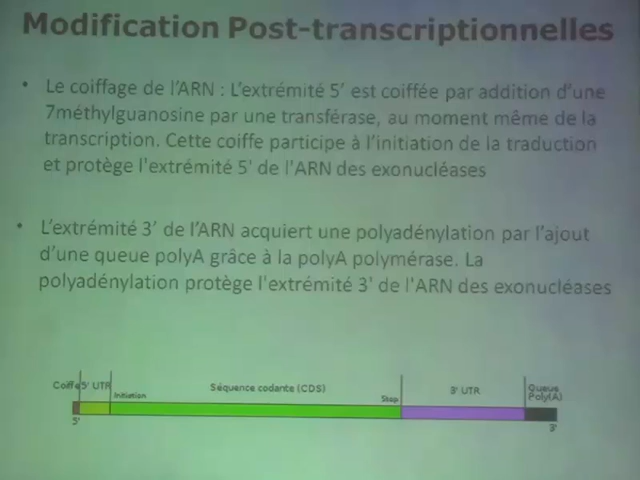 Modification Post-transcriptionnelles
• Le coiffage de l'ARN : L'extrémité 5' est coiffée par addition d'une
7méthylguanosine par une transférase, au moment même de la
transcription. Cette coiffe participe à l'initiation de la traduction
et protège l'extrémité 5' de l'ARN des exonucléases
• L'extrémité 3' de l'ARN acquiert une polyadénylation par l'ajout
d'une queue polyA grâce à la polyA polymérase. La
polyadénylation protège l'extrémité 3' de l'ARN des exonucléases
Coiffe 5' UTR Séquence codante (CDS) 3' UTR Queue
Initiation Stop Poly(A)
5' 3'